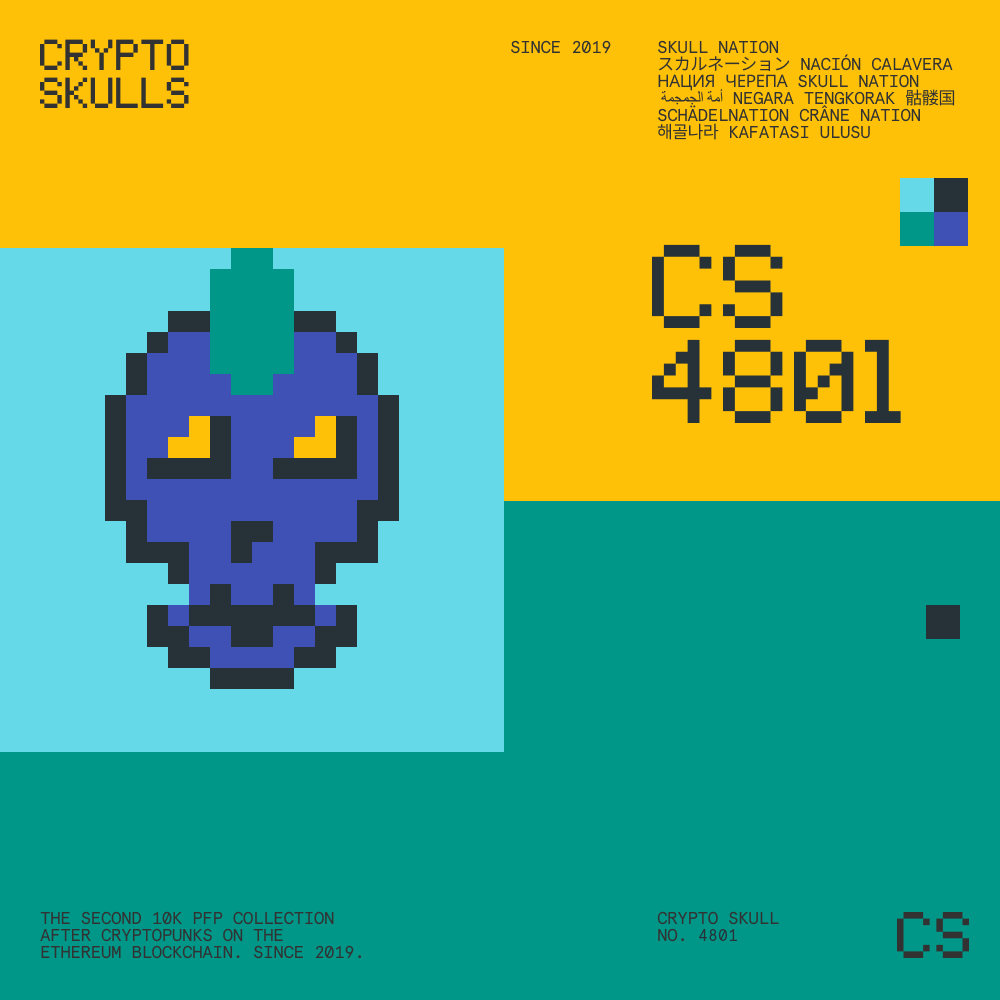 CRYPTO
SKULLS
SINCE 2019
SKULL NATION
スカルネーション NACIÓN CALAVERA
НАЦИЯ ЧЕРЕПА SKULL NATION
أمة الجمجمة NEGARA TENGKORAK 骷髅国
SCHÄDELNATION CRÂNE NATION
해골나라 KAFATASI ULUSU
CS
4801
THE SECOND 10K PFP COLLECTION
AFTER CRYPTOPUNKS ON THE
ETHEREUM BLOCKCHAIN. SINCE 2019.
CRYPTO SKULL
NO. 4801
CS